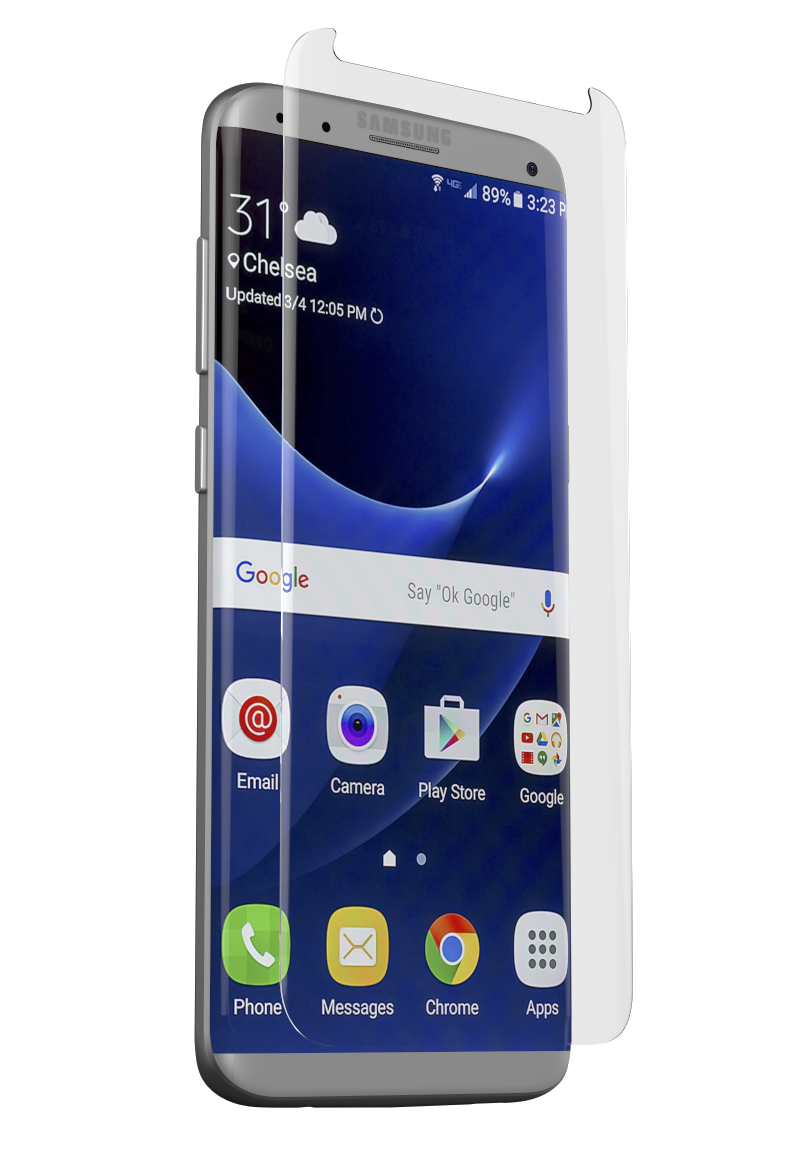 SAMSUNG
4G 89% 3:23 P
31°
Chelsea
Updated 3/4 12:05 PM
Google Say "Ok Google"
Email Camera Play Store Google
Phone Messages Chrome Apps